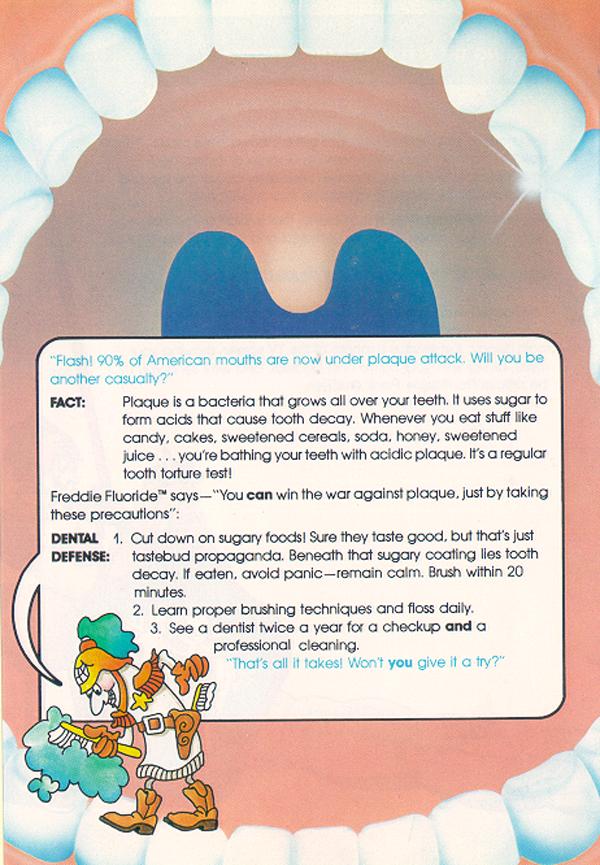 "Flash! 90% of American mouths are now under plaque attack. Will you be
another casualty?"
FACT: Plaque is a bacteria that grows all over your teeth. It uses sugar to
form acids that cause tooth decay. Whenever you eat stuff like
candy, cakes, sweetened cereals, soda, honey, sweetened
juice . . . you're bathing your teeth with acidic plaque. It's a regular
tooth torture test!
Freddie Fluoride™ says—"You can win the war against plaque, just by taking
these precautions":
DENTAL 1. Cut down on sugary foods! Sure they taste good, but that's just
DEFENSE: tastebud propaganda. Beneath that sugary coating lies tooth
decay. If eaten, avoid panic—remain calm. Brush within 20
minutes.
2. Learn proper brushing techniques and floss daily.
3. See a dentist twice a year for a checkup and a
professional cleaning.
"That's all it takes! Won't you give it a try?"